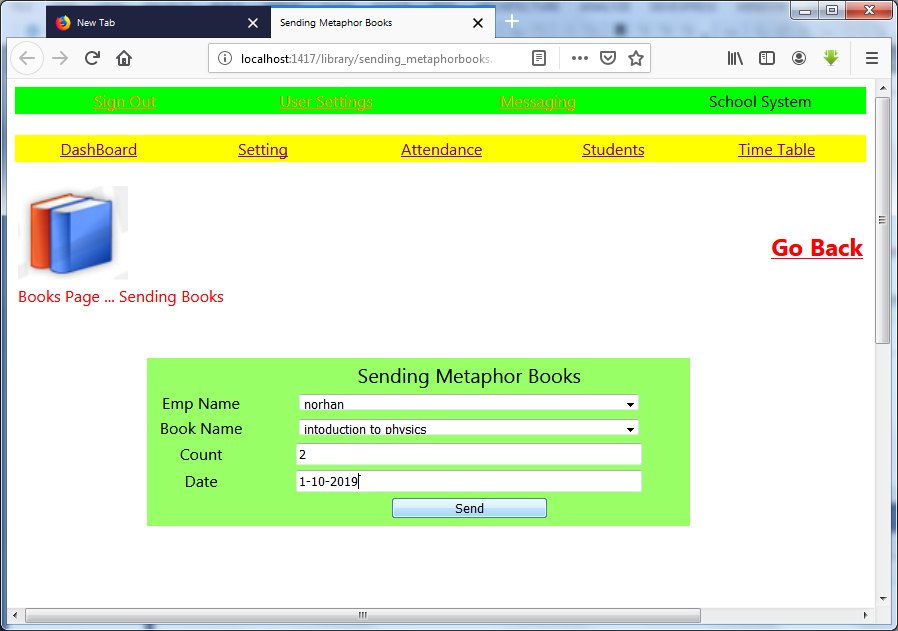 New Tab
Sending Metaphor Books
localhost:1417/library/sending_metaphorbooks.
Sign Out User Settings Messaging School System
DashBoard Setting Attendance Students Time Table
Go Back
Books Page ... Sending Books
Sending Metaphor Books
Emp Name norhan
Book Name intoduction to physics
Count 2
Date 1-10-2019
Send